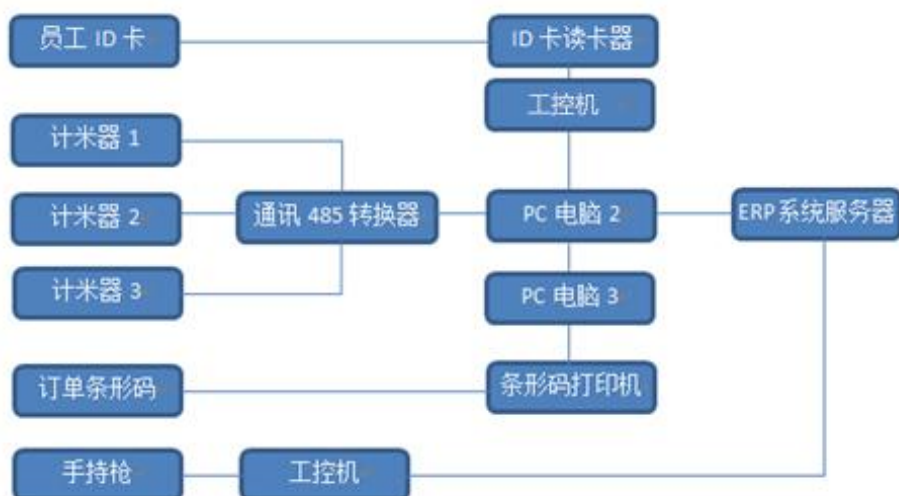 员工 ID 卡
ID 卡读卡器
工控机
计米器 1
计米器 2
通讯 485 转换器
PC 电脑 2
ERP系统服务器
计米器 3
PC 电脑 3
订单条形码
条形码打印机
手持枪
工控机